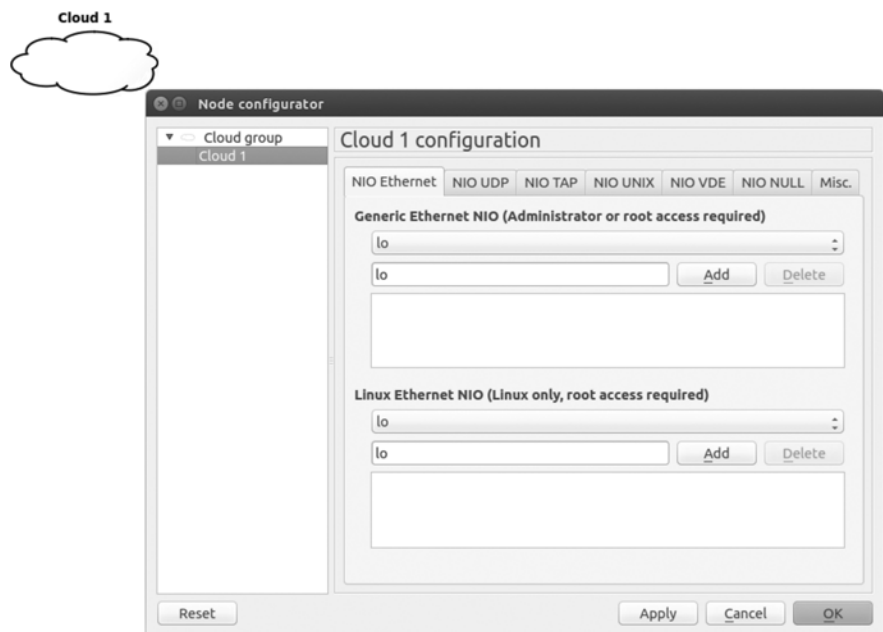 Cloud 1
Node configurator
Cloud group
Cloud 1
Cloud 1 configuration
NIO Ethernet NIO UDP NIO TAP NIO UNIX NIO VDE NIO NULL Misc.
Generic Ethernet NIO (Administrator or root access required)
lo
lo Add Delete
Linux Ethernet NIO (Linux only, root access required)
lo
lo Add Delete
Reset Apply Cancel OK